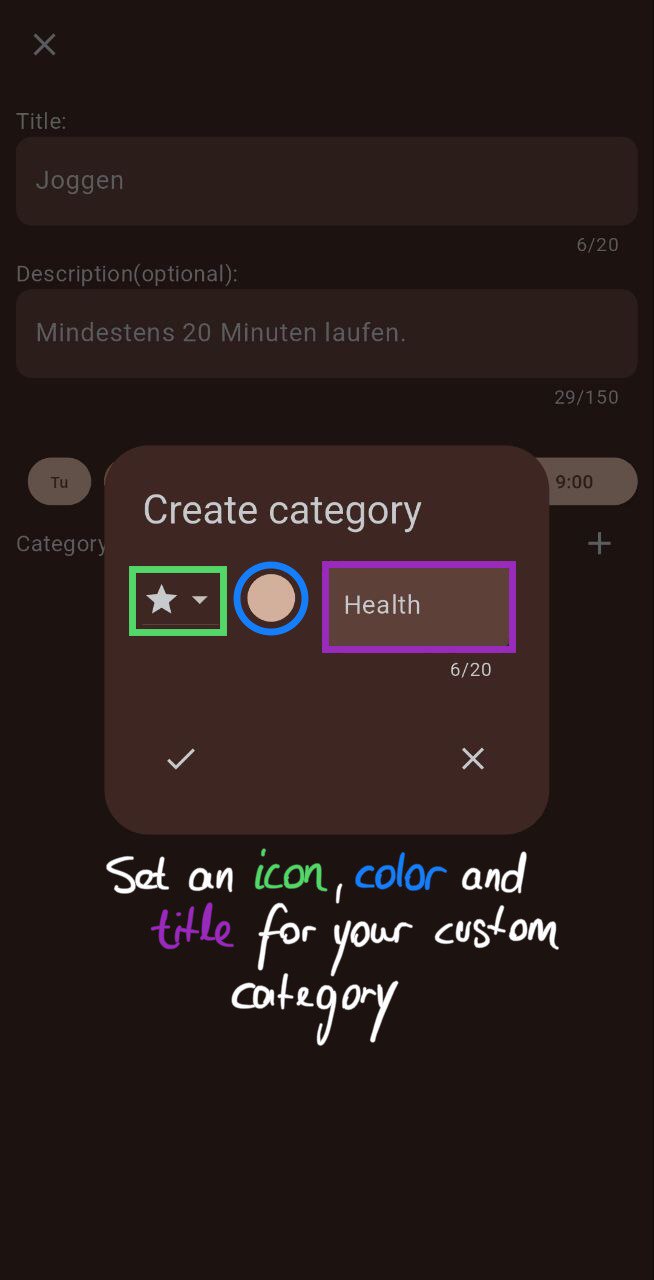 Title:
Joggen
6/20
Description(optional):
Mindestens 20 Minuten laufen.
29/150
Tu
9:00
Create category
Category
Health
6/20
Set an icon, color and
title for your custom
category